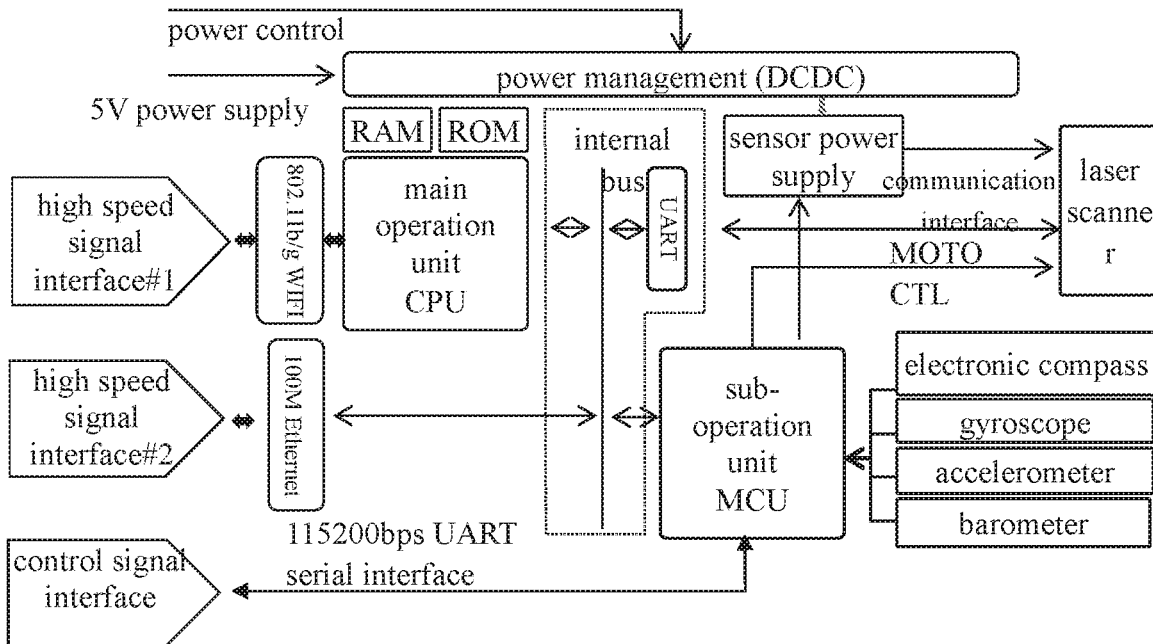 power control
power management (DCDC)
5V power supply
RAM
ROM
internal
bus
UART
sensor power
supply
communication
interface
laser
scanne
r
high speed
signal
interface#1
802.11b/g WIFI
main
operation
unit
CPU
MOTO
CTL
high speed
signal
interface#2
100M Ethernet
sub-
operation
unit
MCU
electronic compass
gyroscope
accelerometer
barometer
115200bps UART
serial interface
control signal
interface